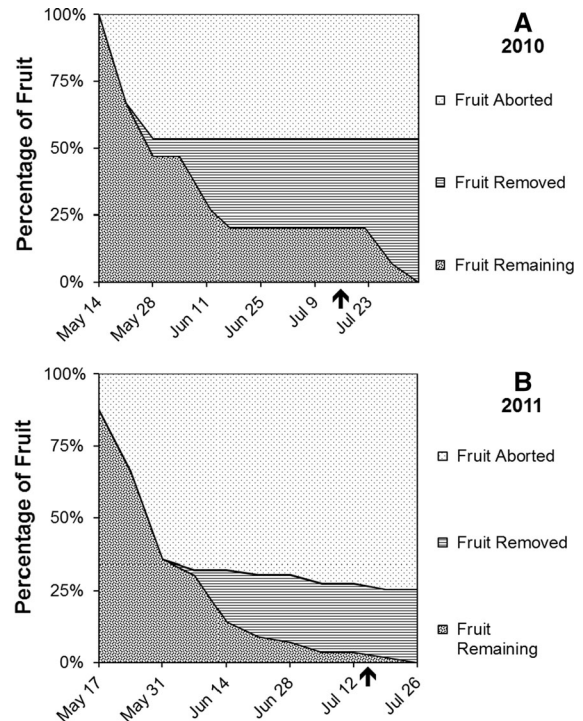 A
2010
100%
75%
50%
25%
0%
Percentage of Fruit
May 14
May 28
Jun 11
Jun 25
Jul 9
Jul 23
Fruit Aborted
Fruit Removed
Fruit Remaining
B
2011
100%
75%
50%
25%
0%
Percentage of Fruit
May 17
May 31
Jun 14
Jun 28
Jul 12
Jul 26
Fruit Aborted
Fruit Removed
Fruit
Remaining